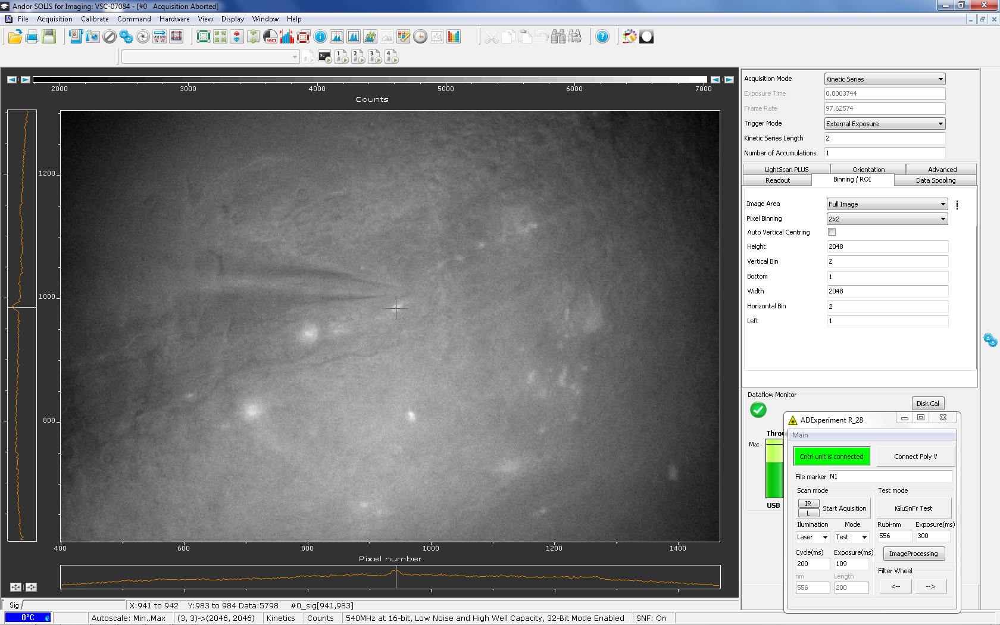 Andor SOLIS for Imaging: VSC-07084 - [#0   Acquisition Aborted]
File Acquisition Calibrate Command Hardware View Display Window Help
99:1
1 2 3 4
# # # # #
2000 3000 4000 5000 6000 7000
Counts
1200
1000
800
400 600 800 1000 1200 1400
Pixel number
Sig
X:941 to 942 Y:983 to 984 Data:5798 #0_sig[941,983]
0°C
Autoscale: Min..Max
(3, 3)->(2046, 2046)
Kinetics
Counts
540MHz at 16-bit, Low Noise and High Well Capacity, 32-Bit Mode Enabled
SNF: On
Acquisition Mode Kinetic Series
Exposure Time 0.0003744
Frame Rate 97.62574
Trigger Mode External Exposure
Kinetic Series Length 2
Number of Accumulations 1
LightScan PLUS Orientation Advanced
Readout Binning / ROI Data Spooling
Image Area Full Image
Pixel Binning 2x2
Auto Vertical Centring
Height 2048
Vertical Bin 2
Bottom 1
Width 2048
Horizontal Bin 2
Left 1
Dataflow Monitor
Disk Cal
Max
USB
ADExperiment R_28
Main
Cntrl unit is connected Connect Poly V
File marker N1
Scan mode Test mode
IR
L
Start Aquisition iGluSnFr Test
Ilumination Mode Rubi-nm Exposure(ms)
Laser Test 556 300
Cycle(ms) Exposure(ms) ImageProcessing
200 109
nm Length Filter Wheel
556 200 <-- -->